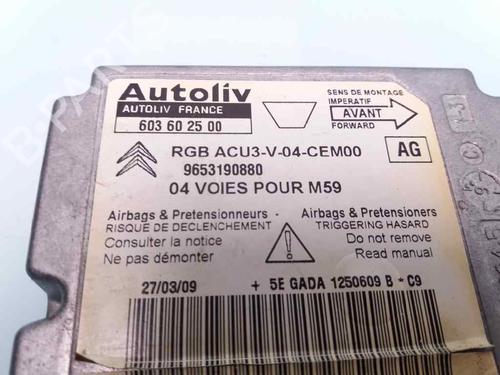 Autoliv
AUTOLIV FRANCE
603 60 25 00
SENS DE MONTAGE
IMPERATIF
AVANT
FORWARD
RGB ACU3-V-04-CEM00
AG
9653190880
04 VOIES POUR M59
Airbags & Pretensionneurs
RISQUE DE DECLENCHEMENT
Consulter la notice
Ne pas démonter
Airbags & Pretensioners
TRIGGERING HASARD
Do not remove
Read manual
27/03/09
+ 5E GADA 1250609 B * C9